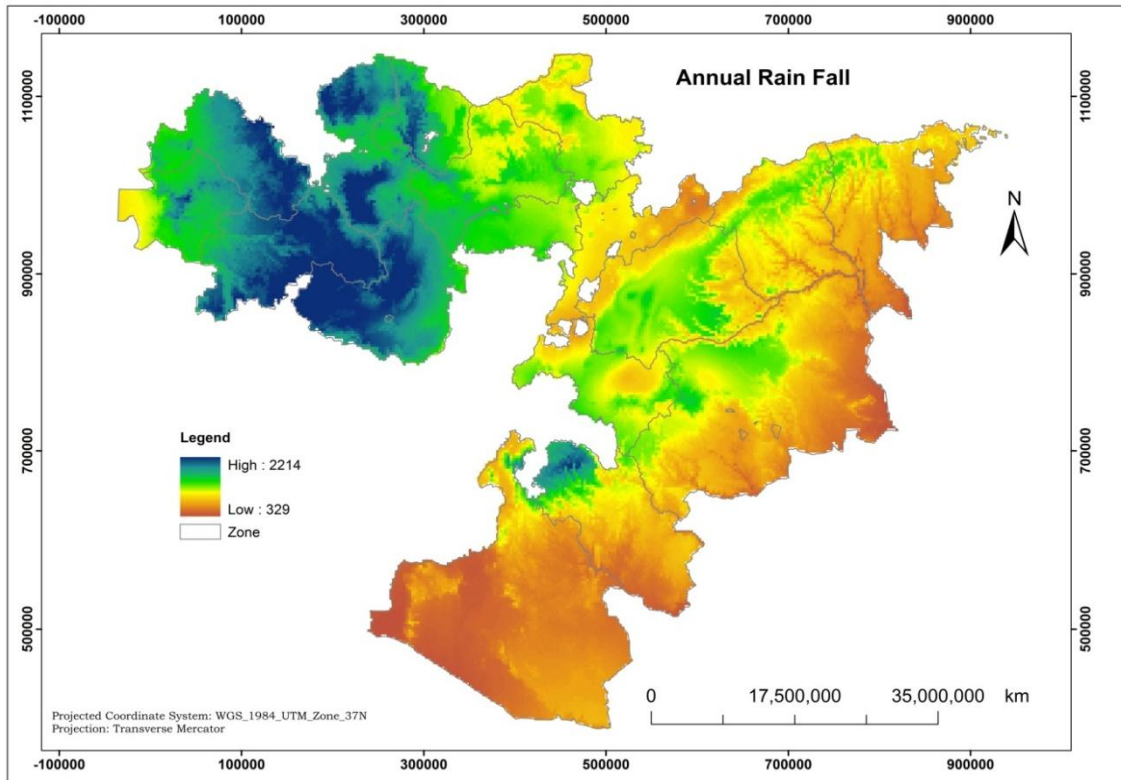 -100000 100000 300000 500000 700000 900000
Annual Rain Fall
1100000 1100000
N
900000 900000
Legend
700000 700000
High : 2214
Low : 329
Zone
500000 500000
0 17,500,000 35,000,000 km
Projected Coordinate System: WGS_1984_UTM_Zone_37N
Projection: Transverse Mercator
-100000 100000 300000 500000 700000 900000